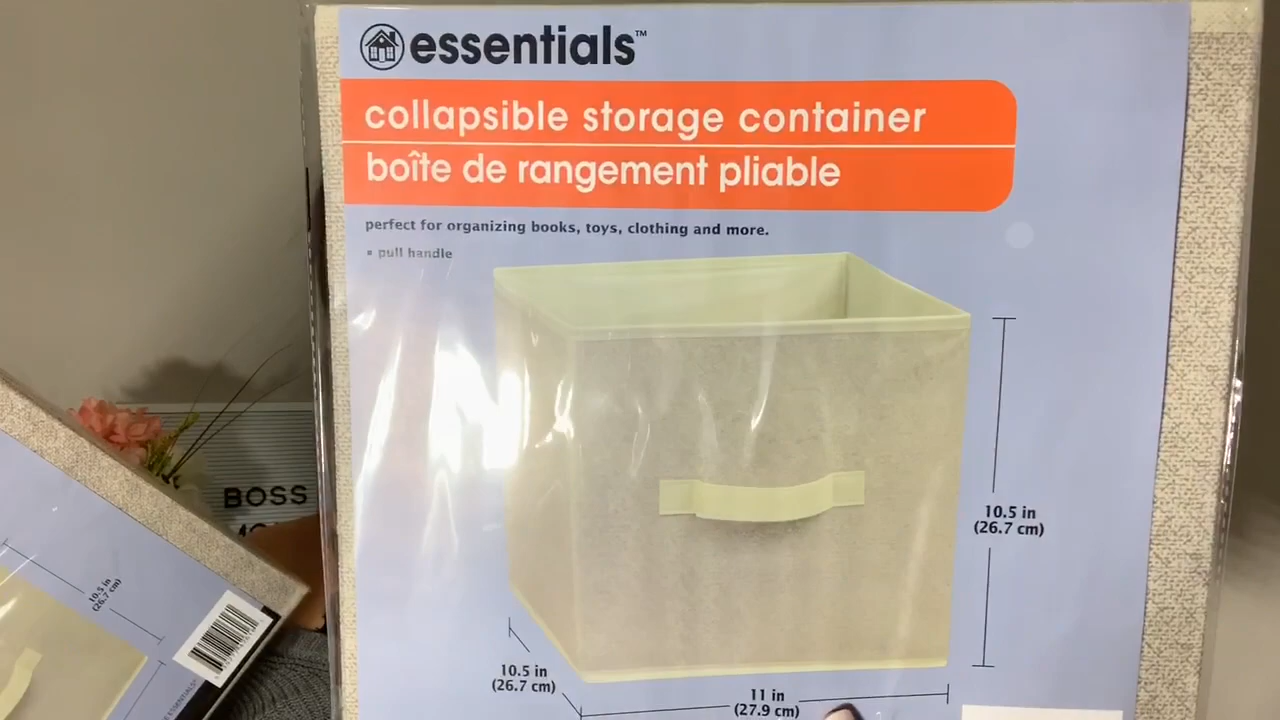 essentials™
collapsible storage container
boîte de rangement pliable
perfect for organizing books, toys, clothing and more.
▪ pull handle
10.5 in
(26.7 cm)
10.5 in
(26.7 cm)
11 in
(27.9 cm)
BOSS
10.5 in
(26.7 cm)